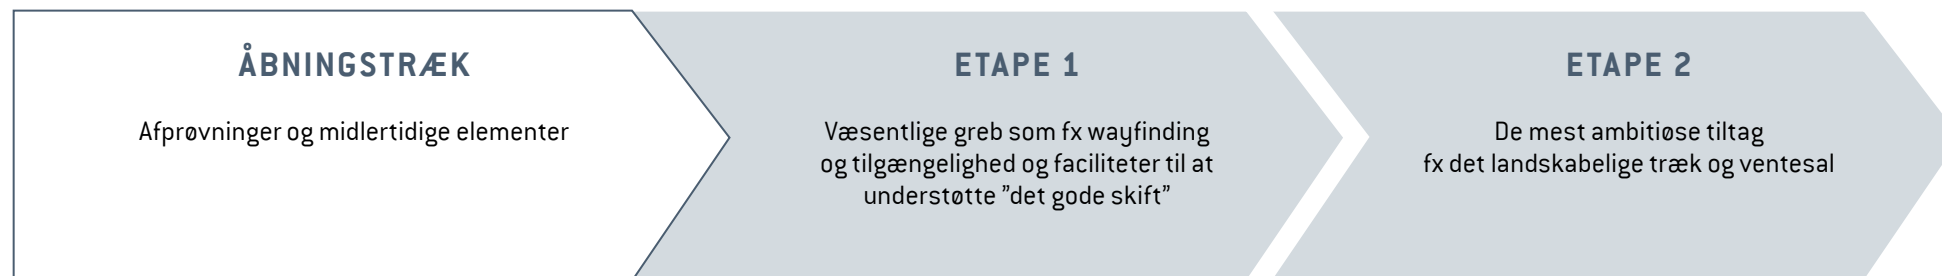 ÅBNINGSTRÆK
Afprøvninger og midlertidige elementer
ETAPE 1
Væsentlige greb som fx wayfinding
og tilgængelighed og faciliteter til at
understøtte ”det gode skift”
ETAPE 2
De mest ambitiøse tiltag
fx det landskabelige træk og ventesal